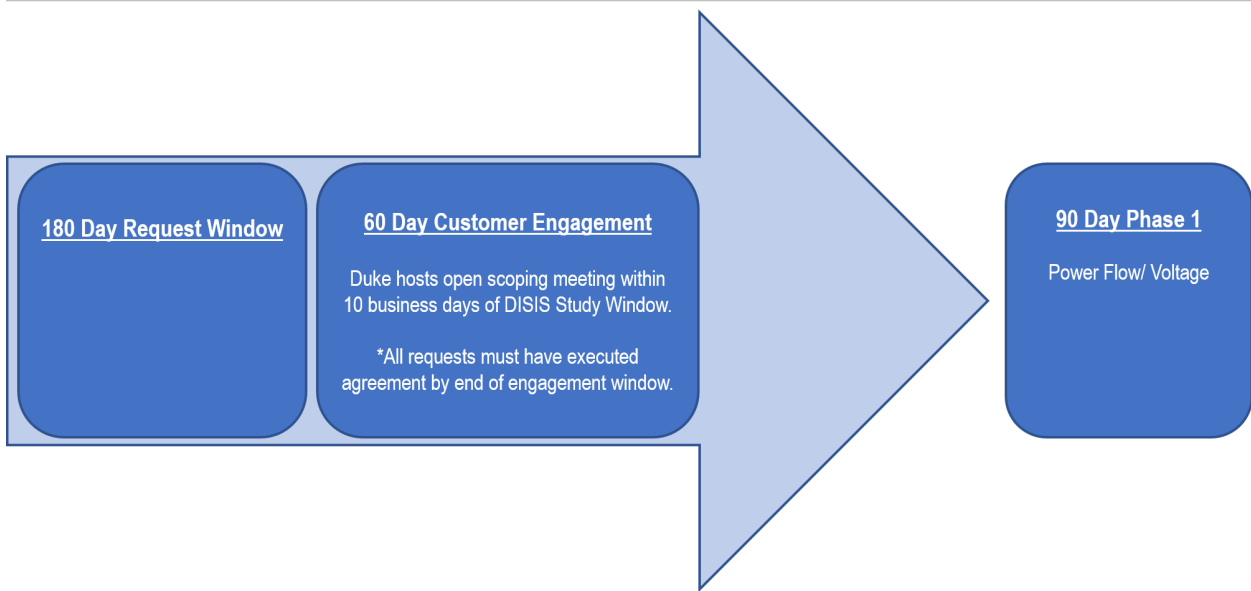 180 Day Request Window
60 Day Customer Engagement
Duke hosts open scoping meeting within
10 business days of DISIS Study Window.
*All requests must have executed
agreement by end of engagement window.
90 Day Phase 1
Power Flow/ Voltage